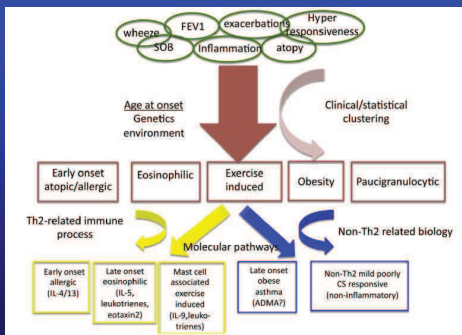 wheeze
FEV1
exacerbations
Hyper
responsiveness
SOB
Inflammation
atopy
Age at onset
Genetics
environment
Clinical/statistical
clustering
Early onset
atopic/allergic
Eosinophilic
Exercise
induced
Obesity
Paucigranulocytic
Th2-related immune
process
Molecular pathways
Non-Th2 related biology
Early onset
allergic
(IL-4/13)
Late onset
eosinophilic
(IL-5,
leukotrienes,
eotaxin2)
Mast cell
associated
exercise
induced
(IL-9,leuko-
trienes)
Late onset
obese
asthma
(ADMA?)
Non-Th2 mild poorly
CS responsive
(non-inflammatory)